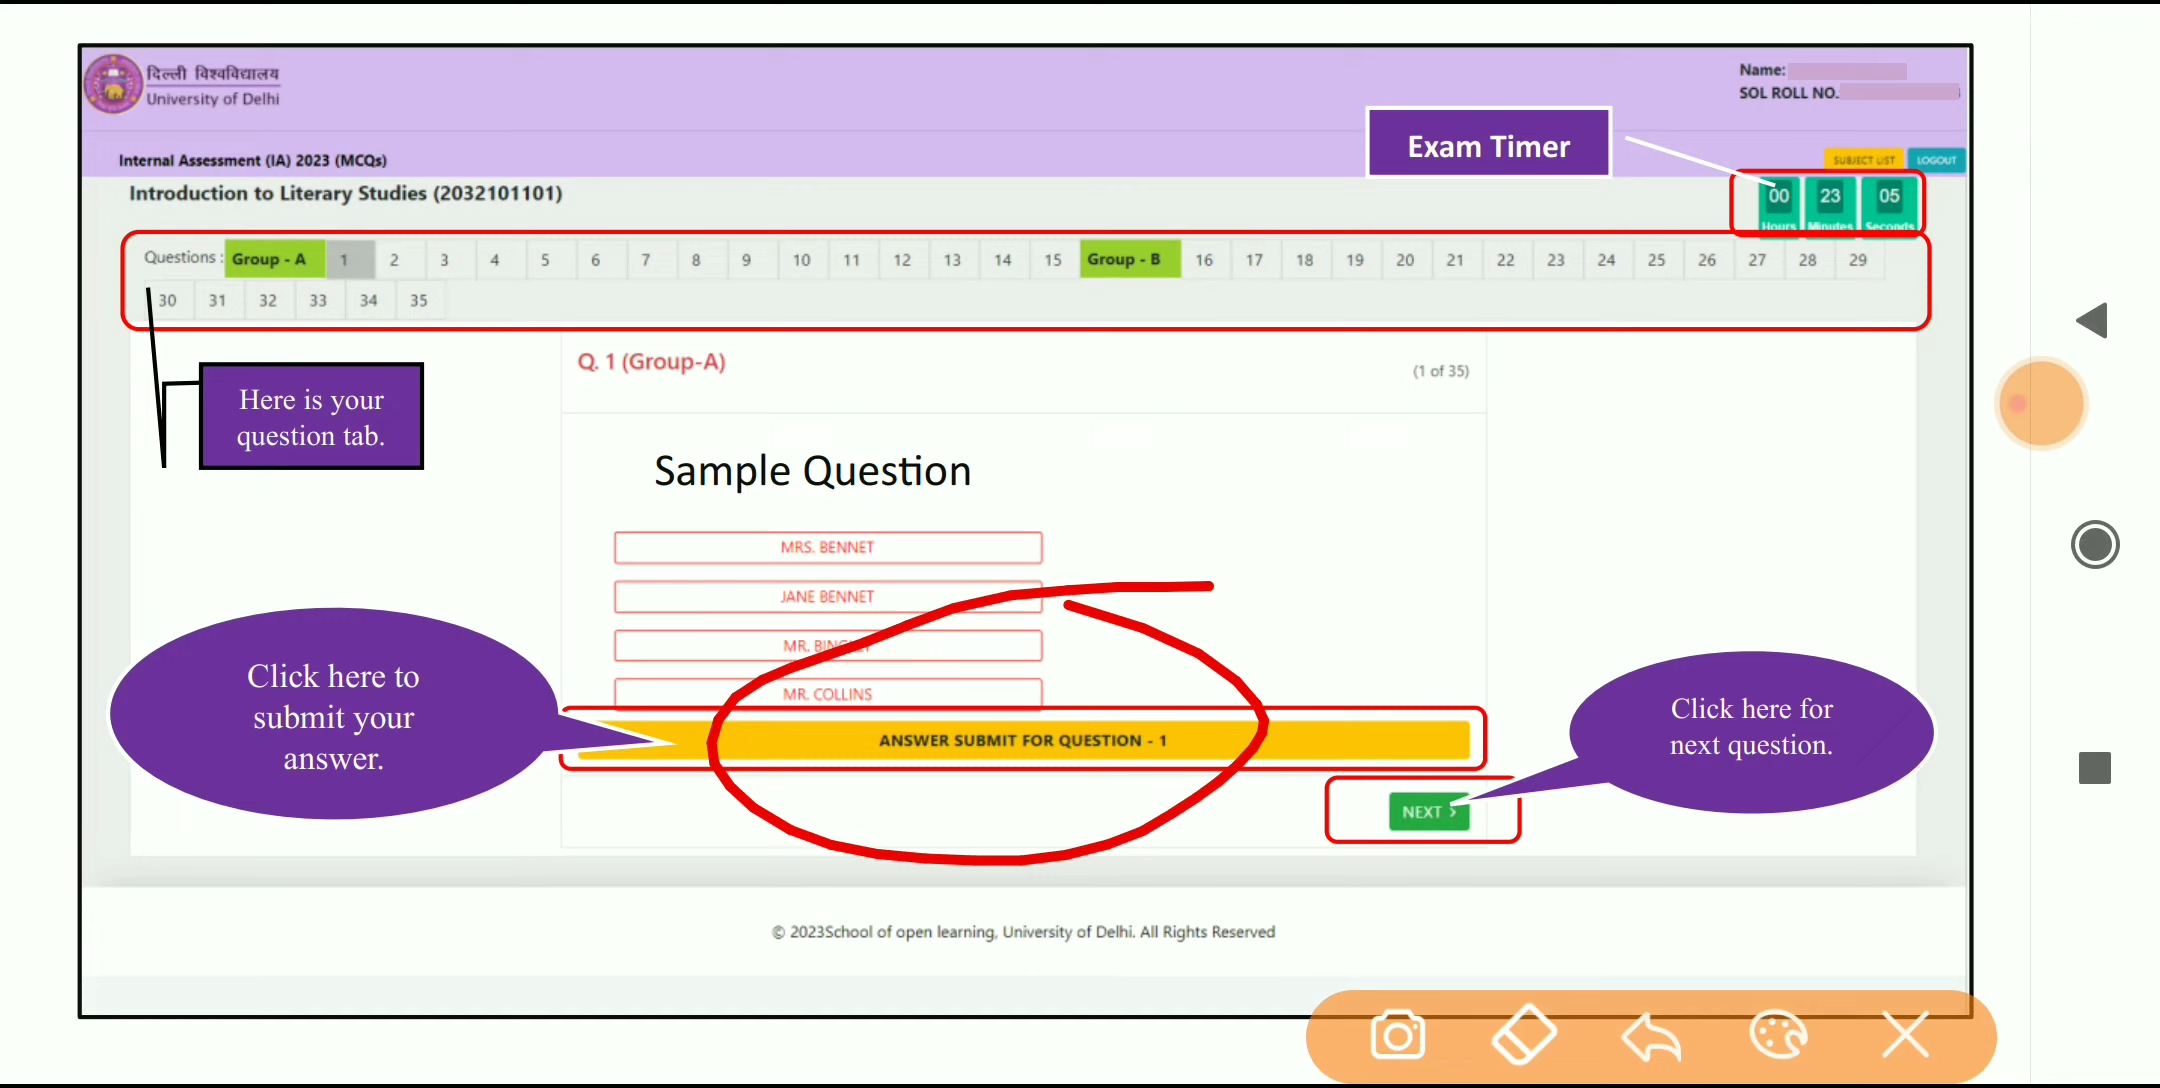 दिल्ली विश्वविद्यालय
University of Delhi
Name:
SOL ROLL NO.
Exam Timer
Internal Assessment (IA) 2023 (MCQs)
SUBJECT LIST LOGOUT
Introduction to Literary Studies (2032101101)
00 23 05
Hours Minutes Seconds
Questions : Group - A 1 2 3 4 5 6 7 8 9 10 11 12 13 14 15 Group - B 16 17 18 19 20 21 22 23 24 25 26 27 28 29
30 31 32 33 34 35
Here is your
question tab.
Q. 1 (Group-A)
(1 of 35)
Sample Question
MRS. BENNET
JANE BENNET
MR.
MR. COLLINS
Click here to
submit your
answer.
ANSWER SUBMIT FOR QUESTION - 1
Click here for
next question.
NEXT >
© 2023School of open learning, University of Delhi. All Rights Reserved